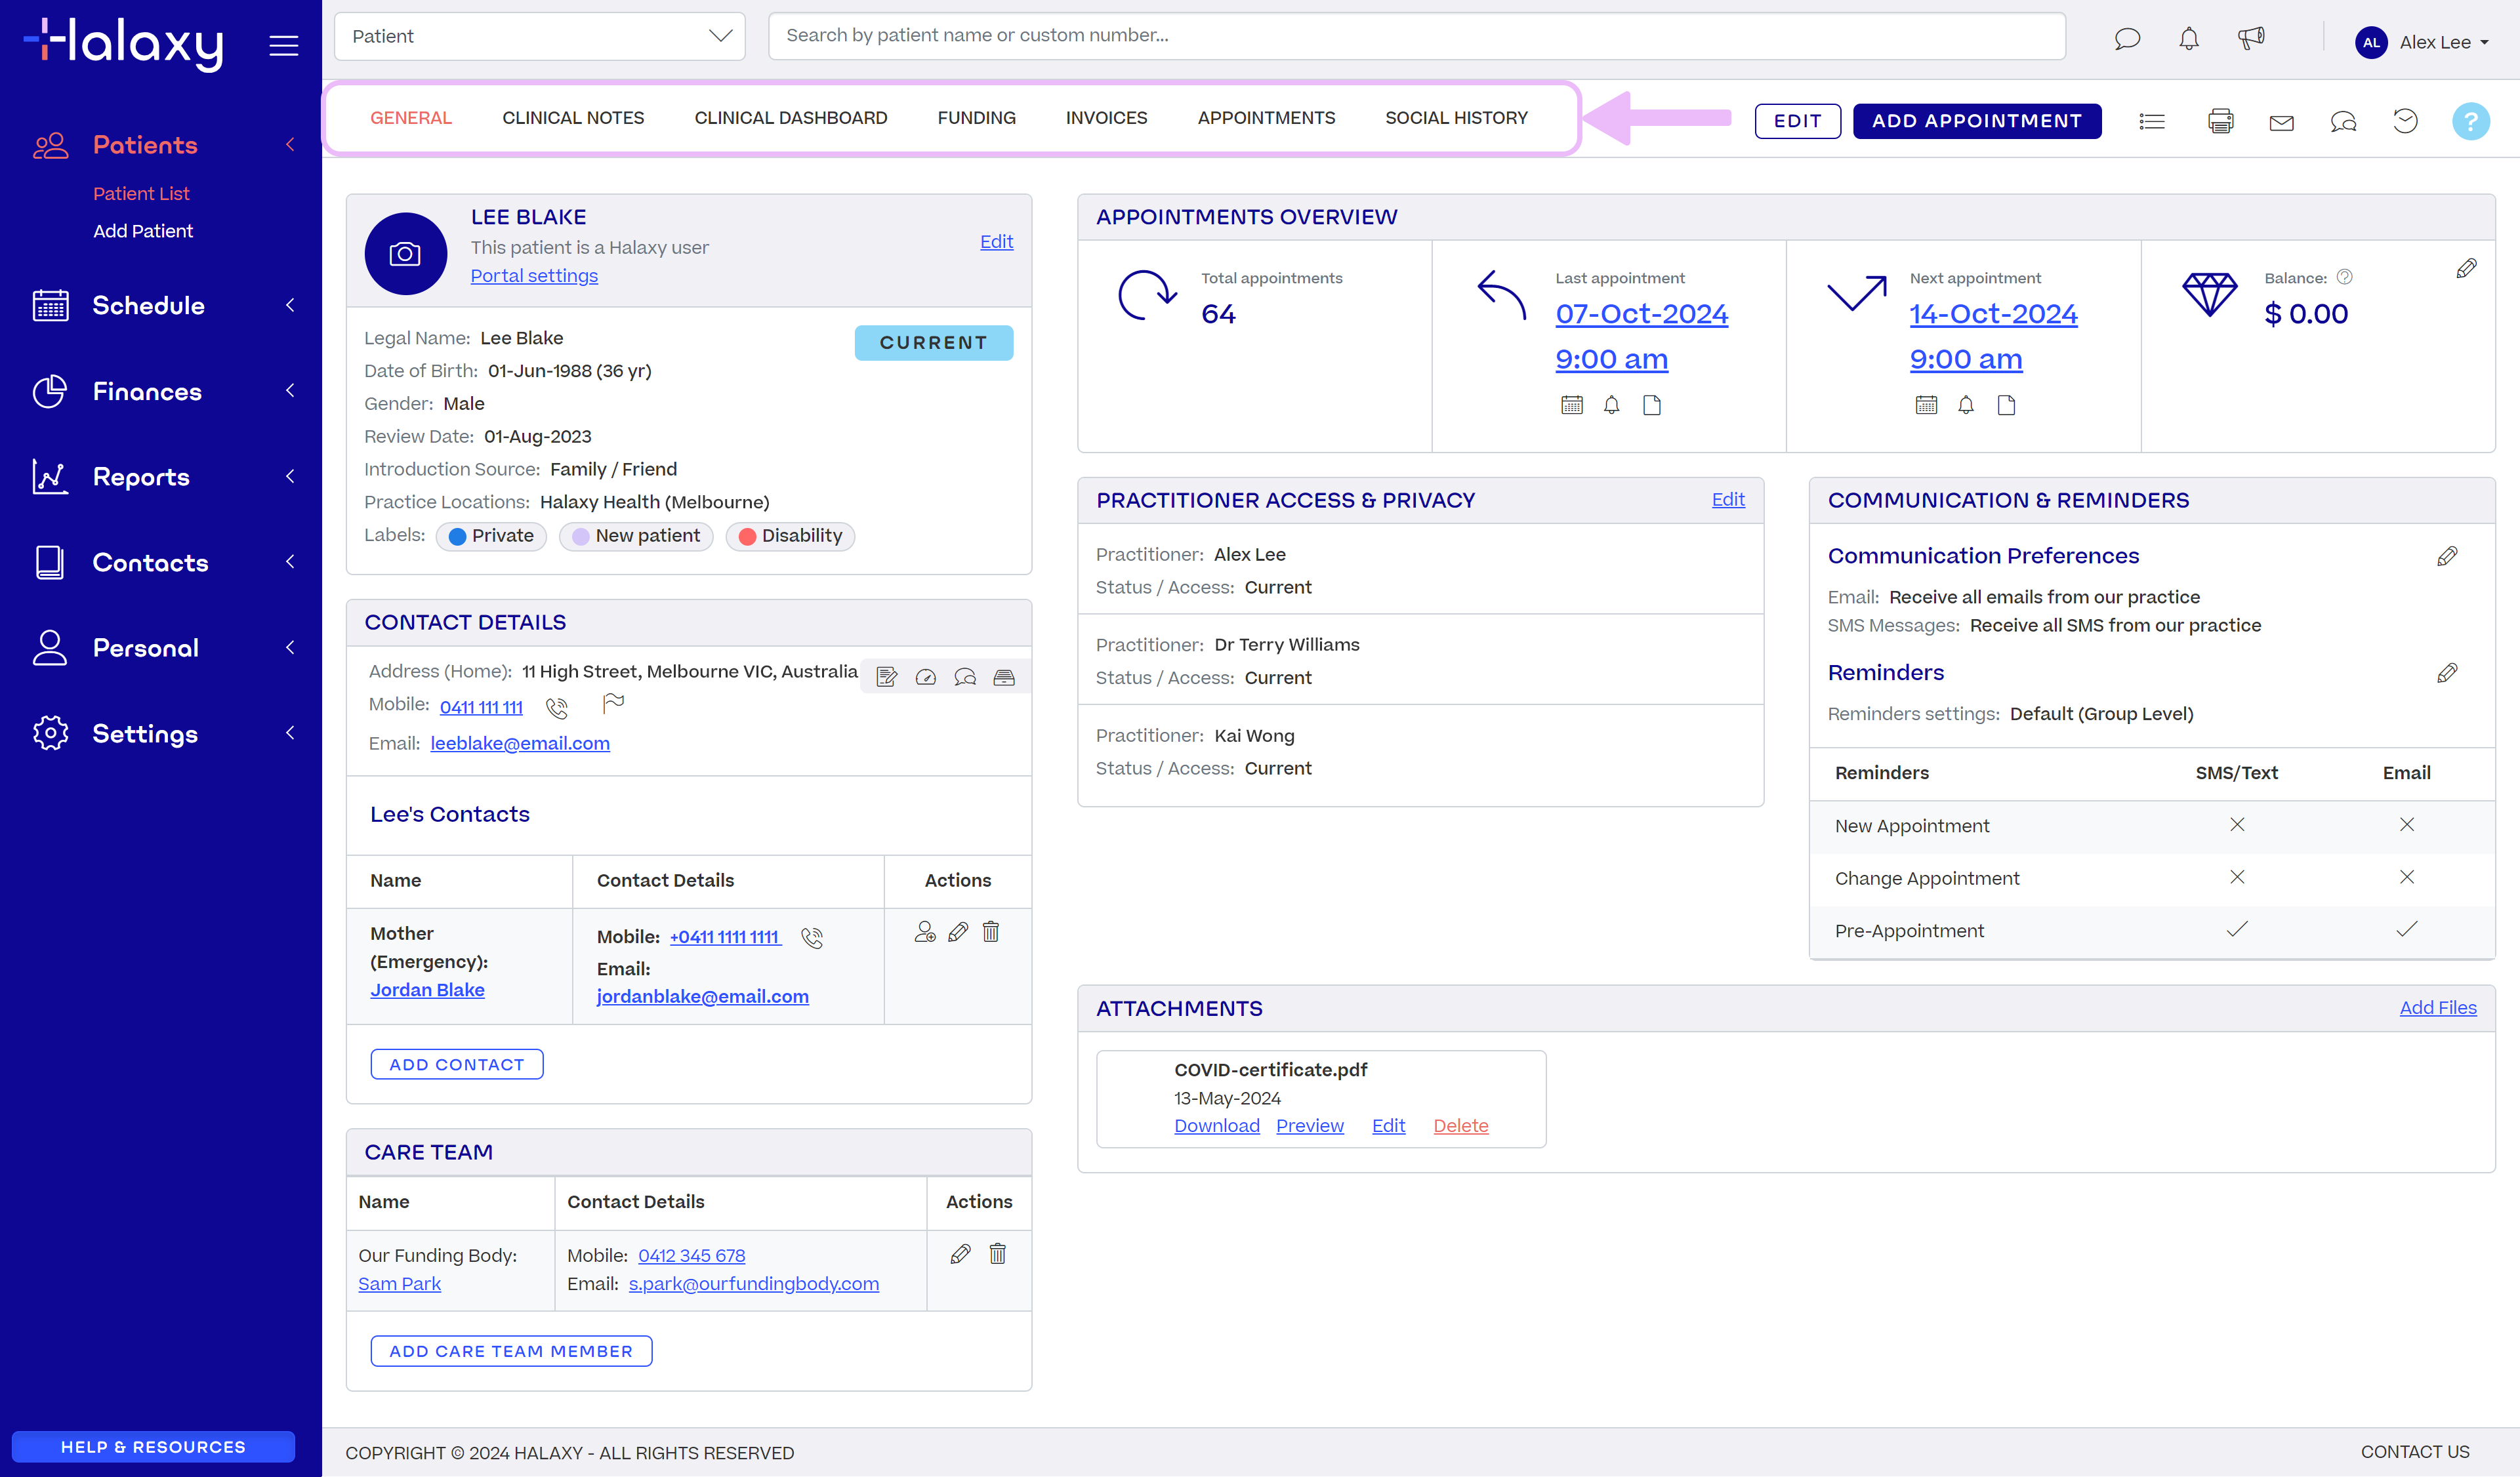 Halaxy
Patient
Search by patient name or custom number...
AL
Alex Lee
Patients
Patient List
Add Patient
Schedule
Finances
Reports
Contacts
Personal
Settings
HELP & RESOURCES
GENERAL
CLINICAL NOTES
CLINICAL DASHBOARD
FUNDING
INVOICES
APPOINTMENTS
SOCIAL HISTORY
EDIT
ADD APPOINTMENT
?
LEE BLAKE
This patient is a Halaxy user
Portal settings
Edit
Legal Name: Lee Blake
CURRENT
Date of Birth: 01-Jun-1988 (36 yr)
Gender: Male
Review Date: 01-Aug-2023
Introduction Source: Family / Friend
Practice Locations: Halaxy Health (Melbourne)
Labels: Private New patient Disability
CONTACT DETAILS
Address (Home): 11 High Street, Melbourne VIC, Australia
Mobile: 0411 111 111
Email: leeblake@email.com
Lee's Contacts
Name Contact Details Actions
Mother
(Emergency):
Jordan Blake
Mobile: +0411 1111 1111
Email:
jordanblake@email.com
ADD CONTACT
CARE TEAM
Name Contact Details Actions
Our Funding Body:
Sam Park
Mobile: 0412 345 678
Email: s.park@ourfundingbody.com
ADD CARE TEAM MEMBER
APPOINTMENTS OVERVIEW
Total appointments
64
Last appointment
07-Oct-2024
9:00 am
Next appointment
14-Oct-2024
9:00 am
Balance: ?
$ 0.00
PRACTITIONER ACCESS & PRIVACY
Edit
Practitioner: Alex Lee
Status / Access: Current
Practitioner: Dr Terry Williams
Status / Access: Current
Practitioner: Kai Wong
Status / Access: Current
COMMUNICATION & REMINDERS
Communication Preferences
Email: Receive all emails from our practice
SMS Messages: Receive all SMS from our practice
Reminders
Reminders settings: Default (Group Level)
Reminders SMS/Text Email
New Appointment
Change Appointment
Pre-Appointment
ATTACHMENTS
Add Files
COVID-certificate.pdf
13-May-2024
Download Preview Edit Delete
COPYRIGHT © 2024 HALAXY - ALL RIGHTS RESERVED
CONTACT US